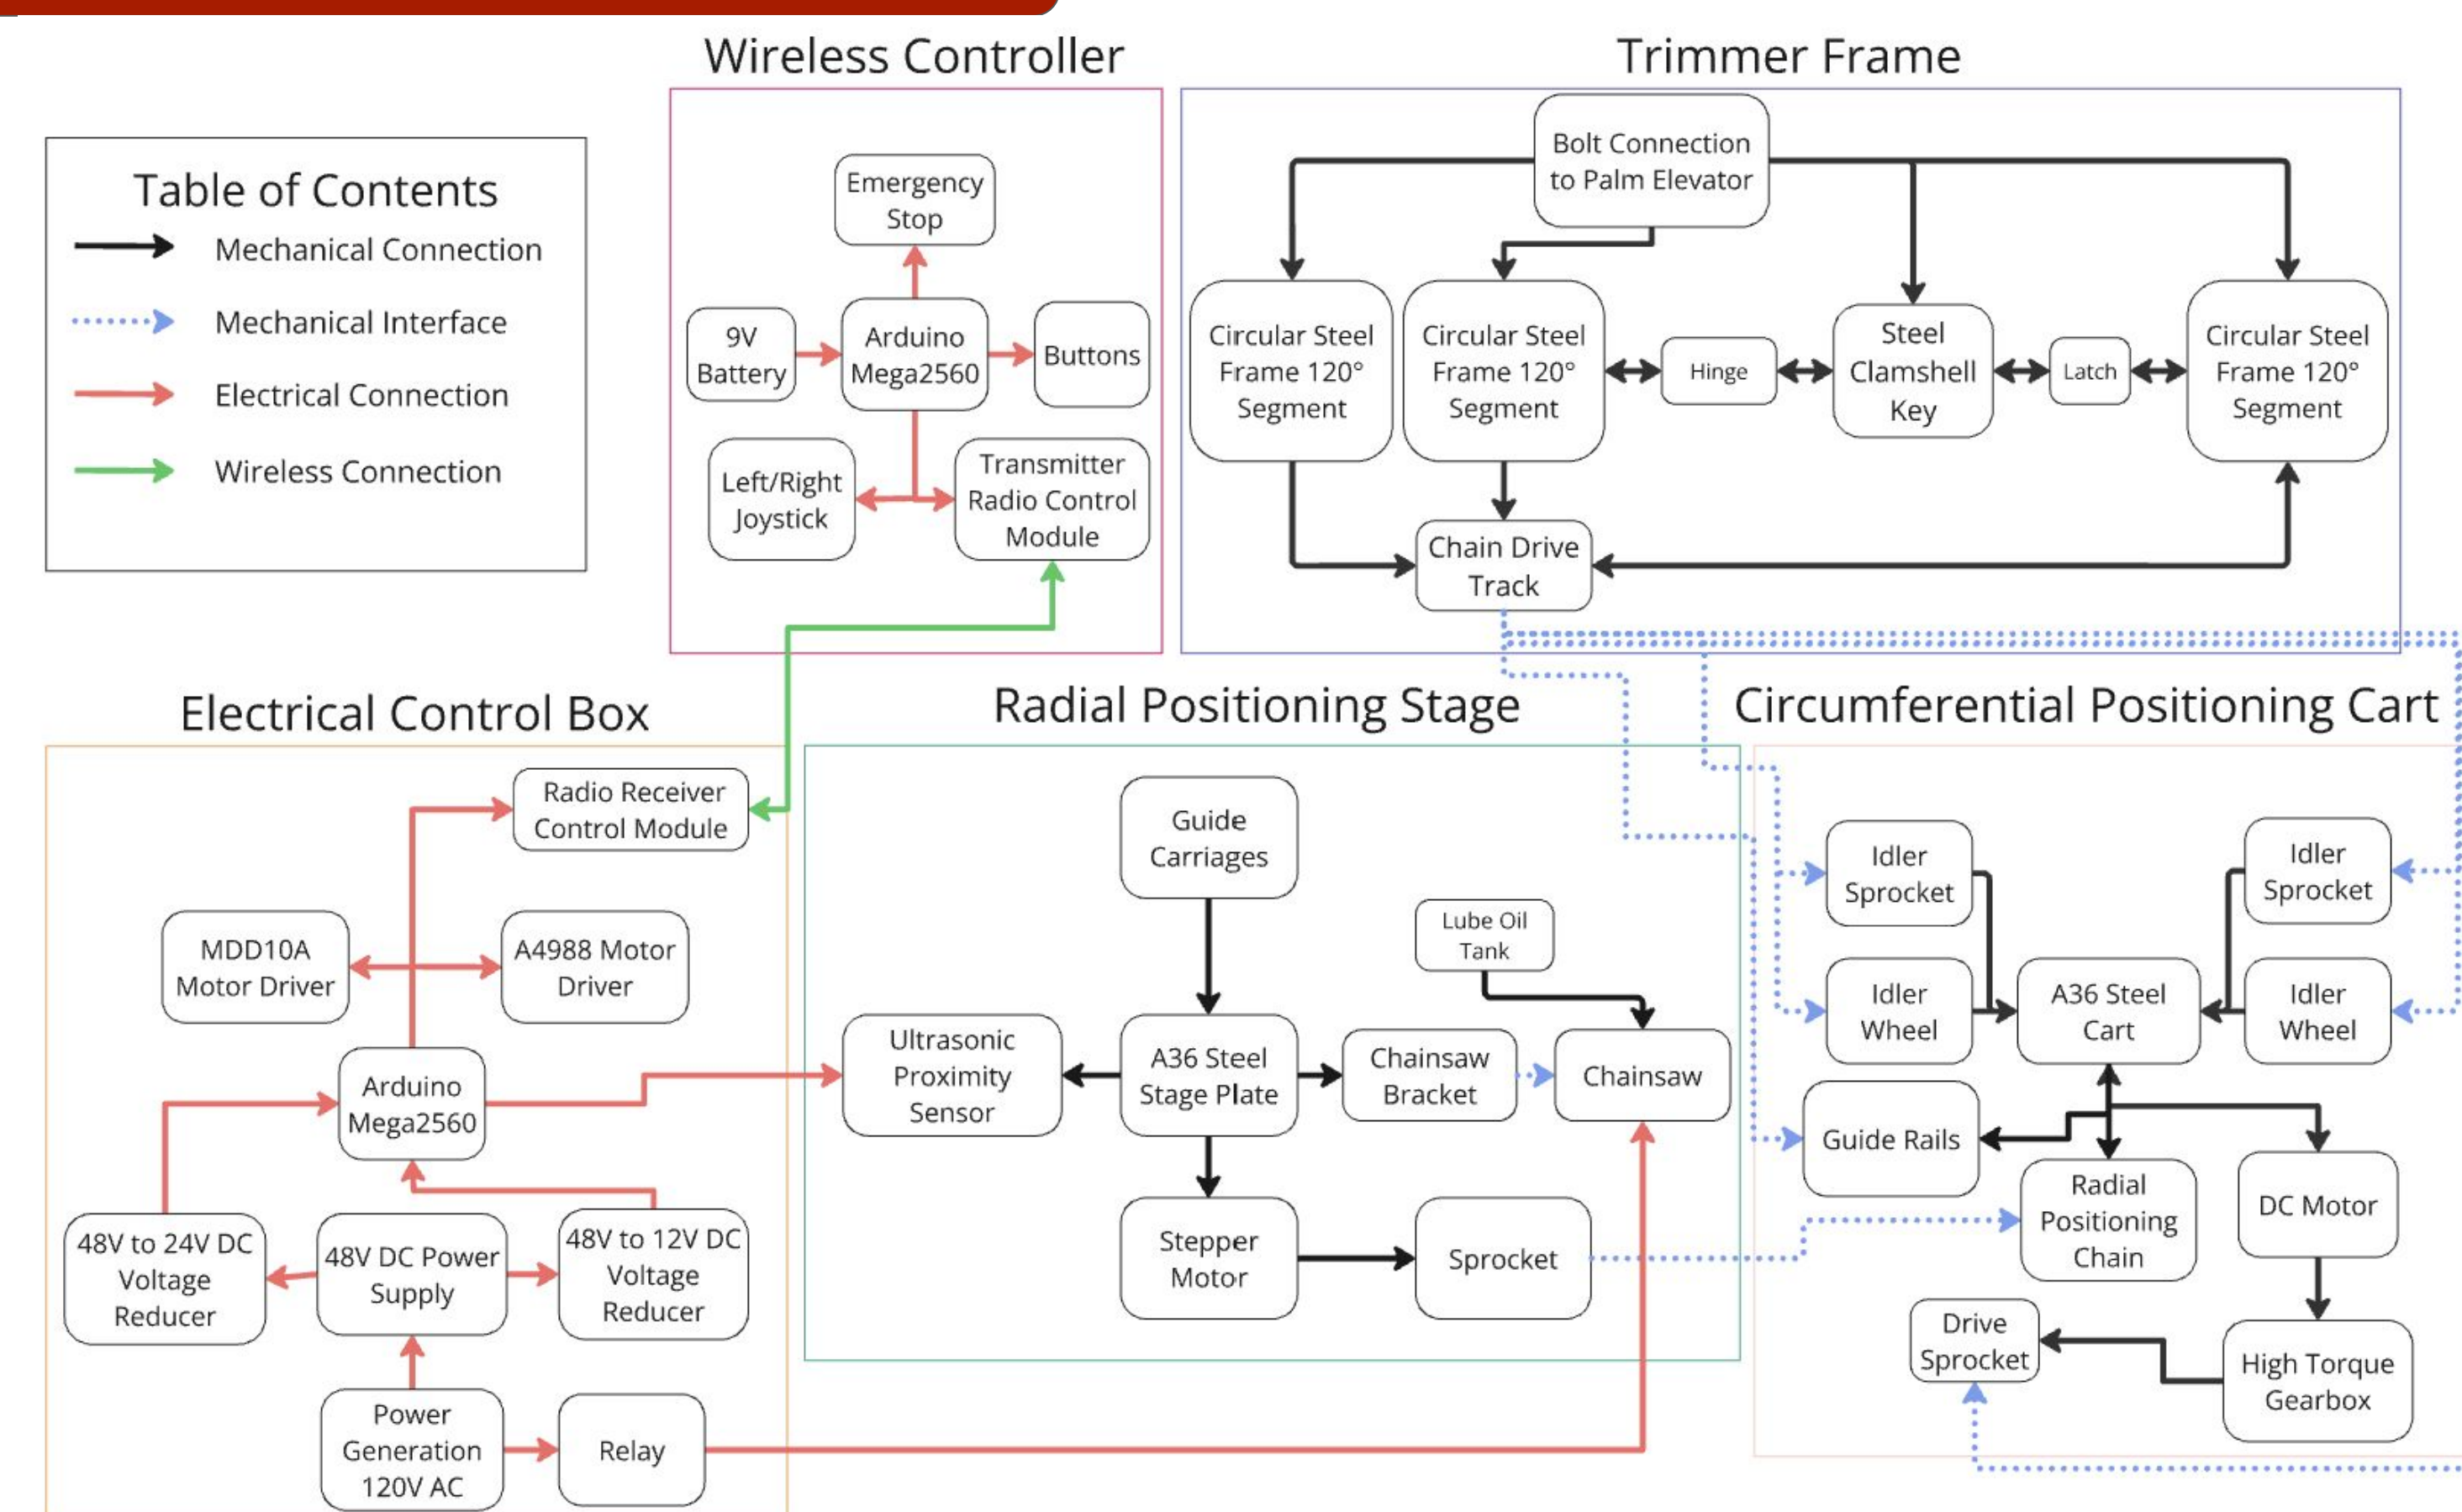 Wireless Controller
Trimmer Frame
Table of Contents
Mechanical Connection
Mechanical Interface
Electrical Connection
Wireless Connection
Emergency
Stop
9V
Battery
Arduino
Mega2560
Buttons
Left/Right
Joystick
Transmitter
Radio Control
Module
Bolt Connection
to Palm Elevator
Circular Steel
Frame 120°
Segment
Circular Steel
Frame 120°
Segment
Hinge
Steel
Clamshell
Key
Latch
Circular Steel
Frame 120°
Segment
Chain Drive
Track
Electrical Control Box
Radial Positioning Stage
Circumferential Positioning Cart
Radio Receiver
Control Module
MDD10A
Motor Driver
A4988 Motor
Driver
Arduino
Mega2560
48V to 24V DC
Voltage
Reducer
48V DC Power
Supply
48V to 12V DC
Voltage
Reducer
Power
Generation
120V AC
Relay
Guide
Carriages
Lube Oil
Tank
Ultrasonic
Proximity
Sensor
A36 Steel
Stage Plate
Chainsaw
Bracket
Chainsaw
Stepper
Motor
Sprocket
Idler
Sprocket
Idler
Sprocket
Idler
Wheel
A36 Steel
Cart
Idler
Wheel
Guide Rails
Radial
Positioning
Chain
DC Motor
Drive
Sprocket
High Torque
Gearbox